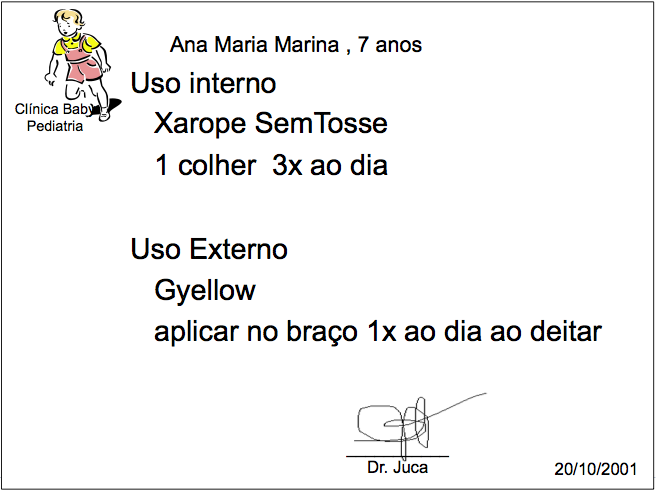 Ana Maria Marina , 7 anos
Clínica Baby
Pediatria
Uso interno
Xarope SemTosse
1 colher 3x ao dia
Uso Externo
Gyellow
aplicar no braço 1x ao dia ao deitar
Dr. Juca
20/10/2001